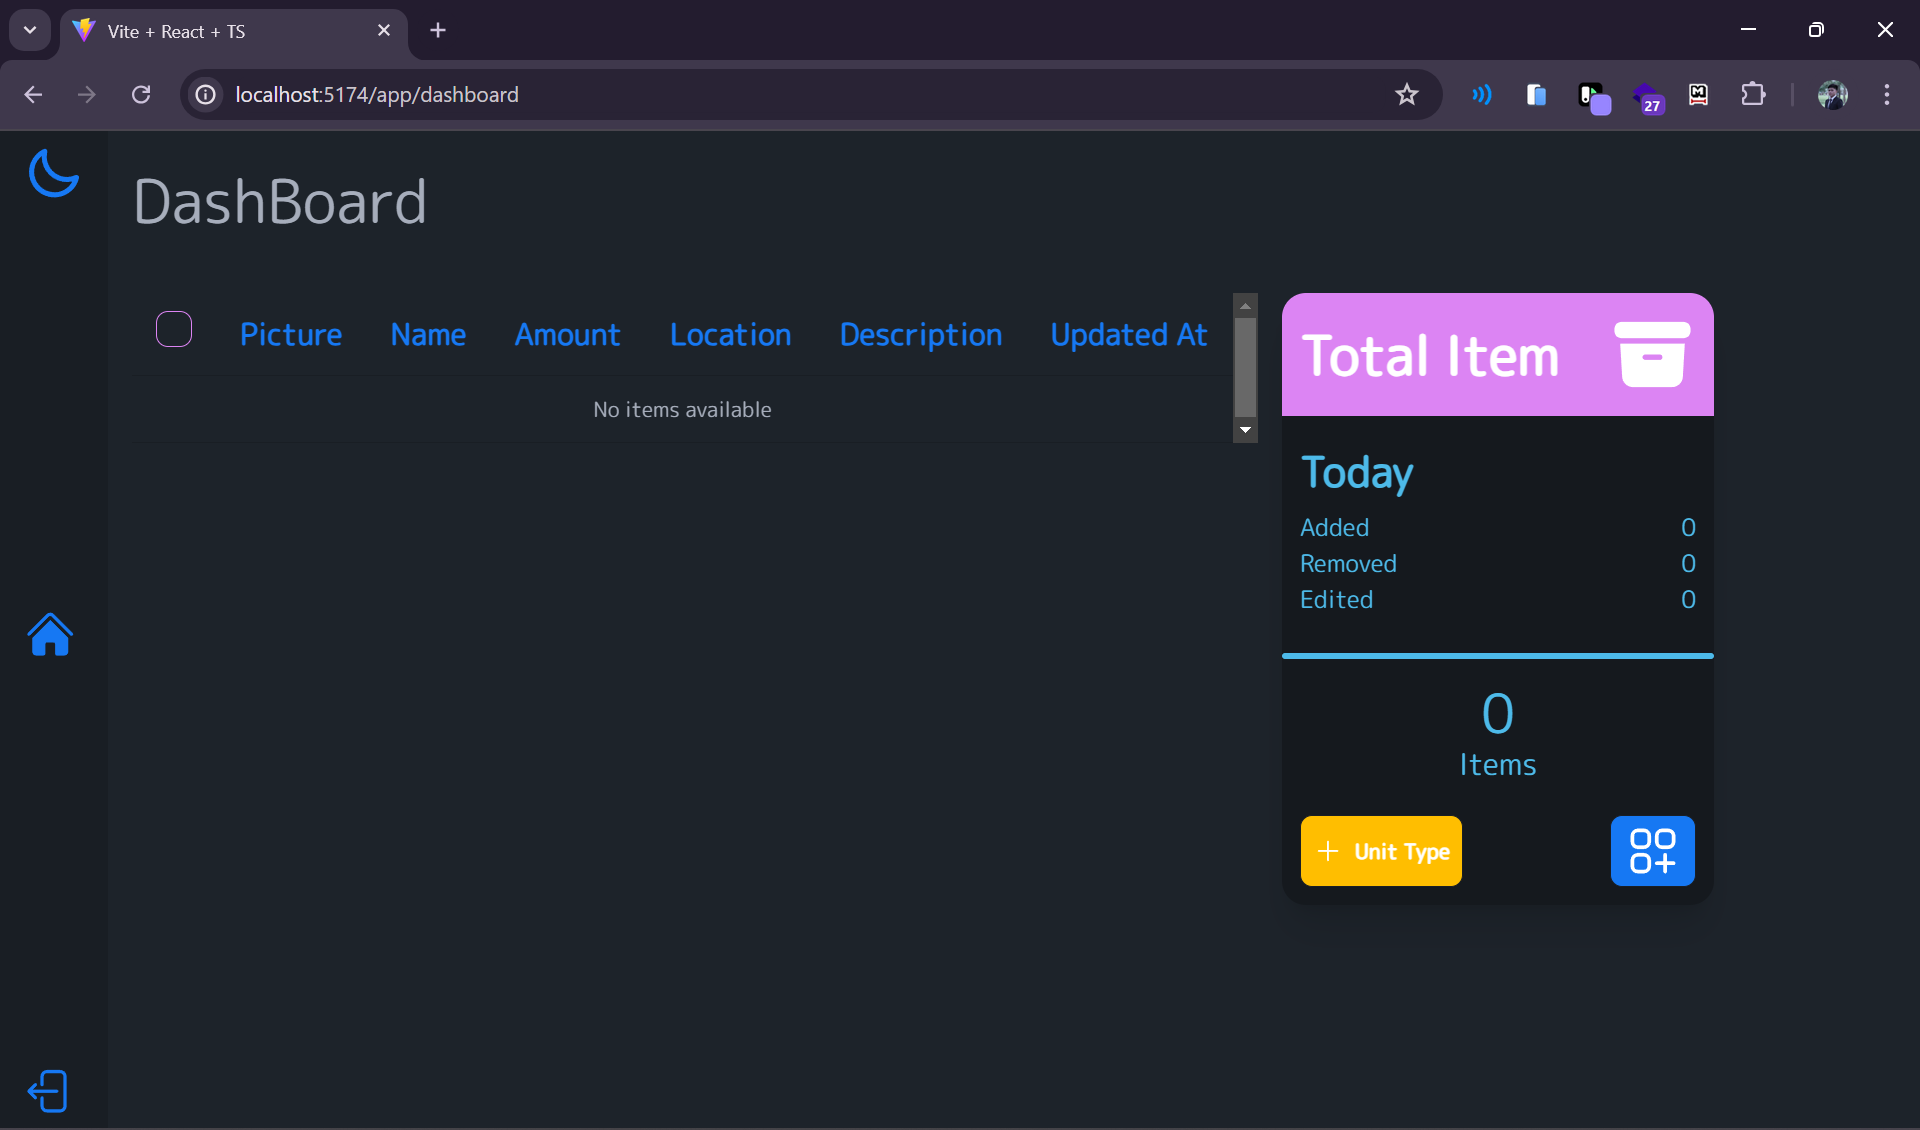 Vite + React + TS
localhost:5174/app/dashboard
27
DashBoard
Picture Name Amount Location Description Updated At
No items available
Total Item
Today
Added 0
Removed 0
Edited 0
0
Items
Unit Type